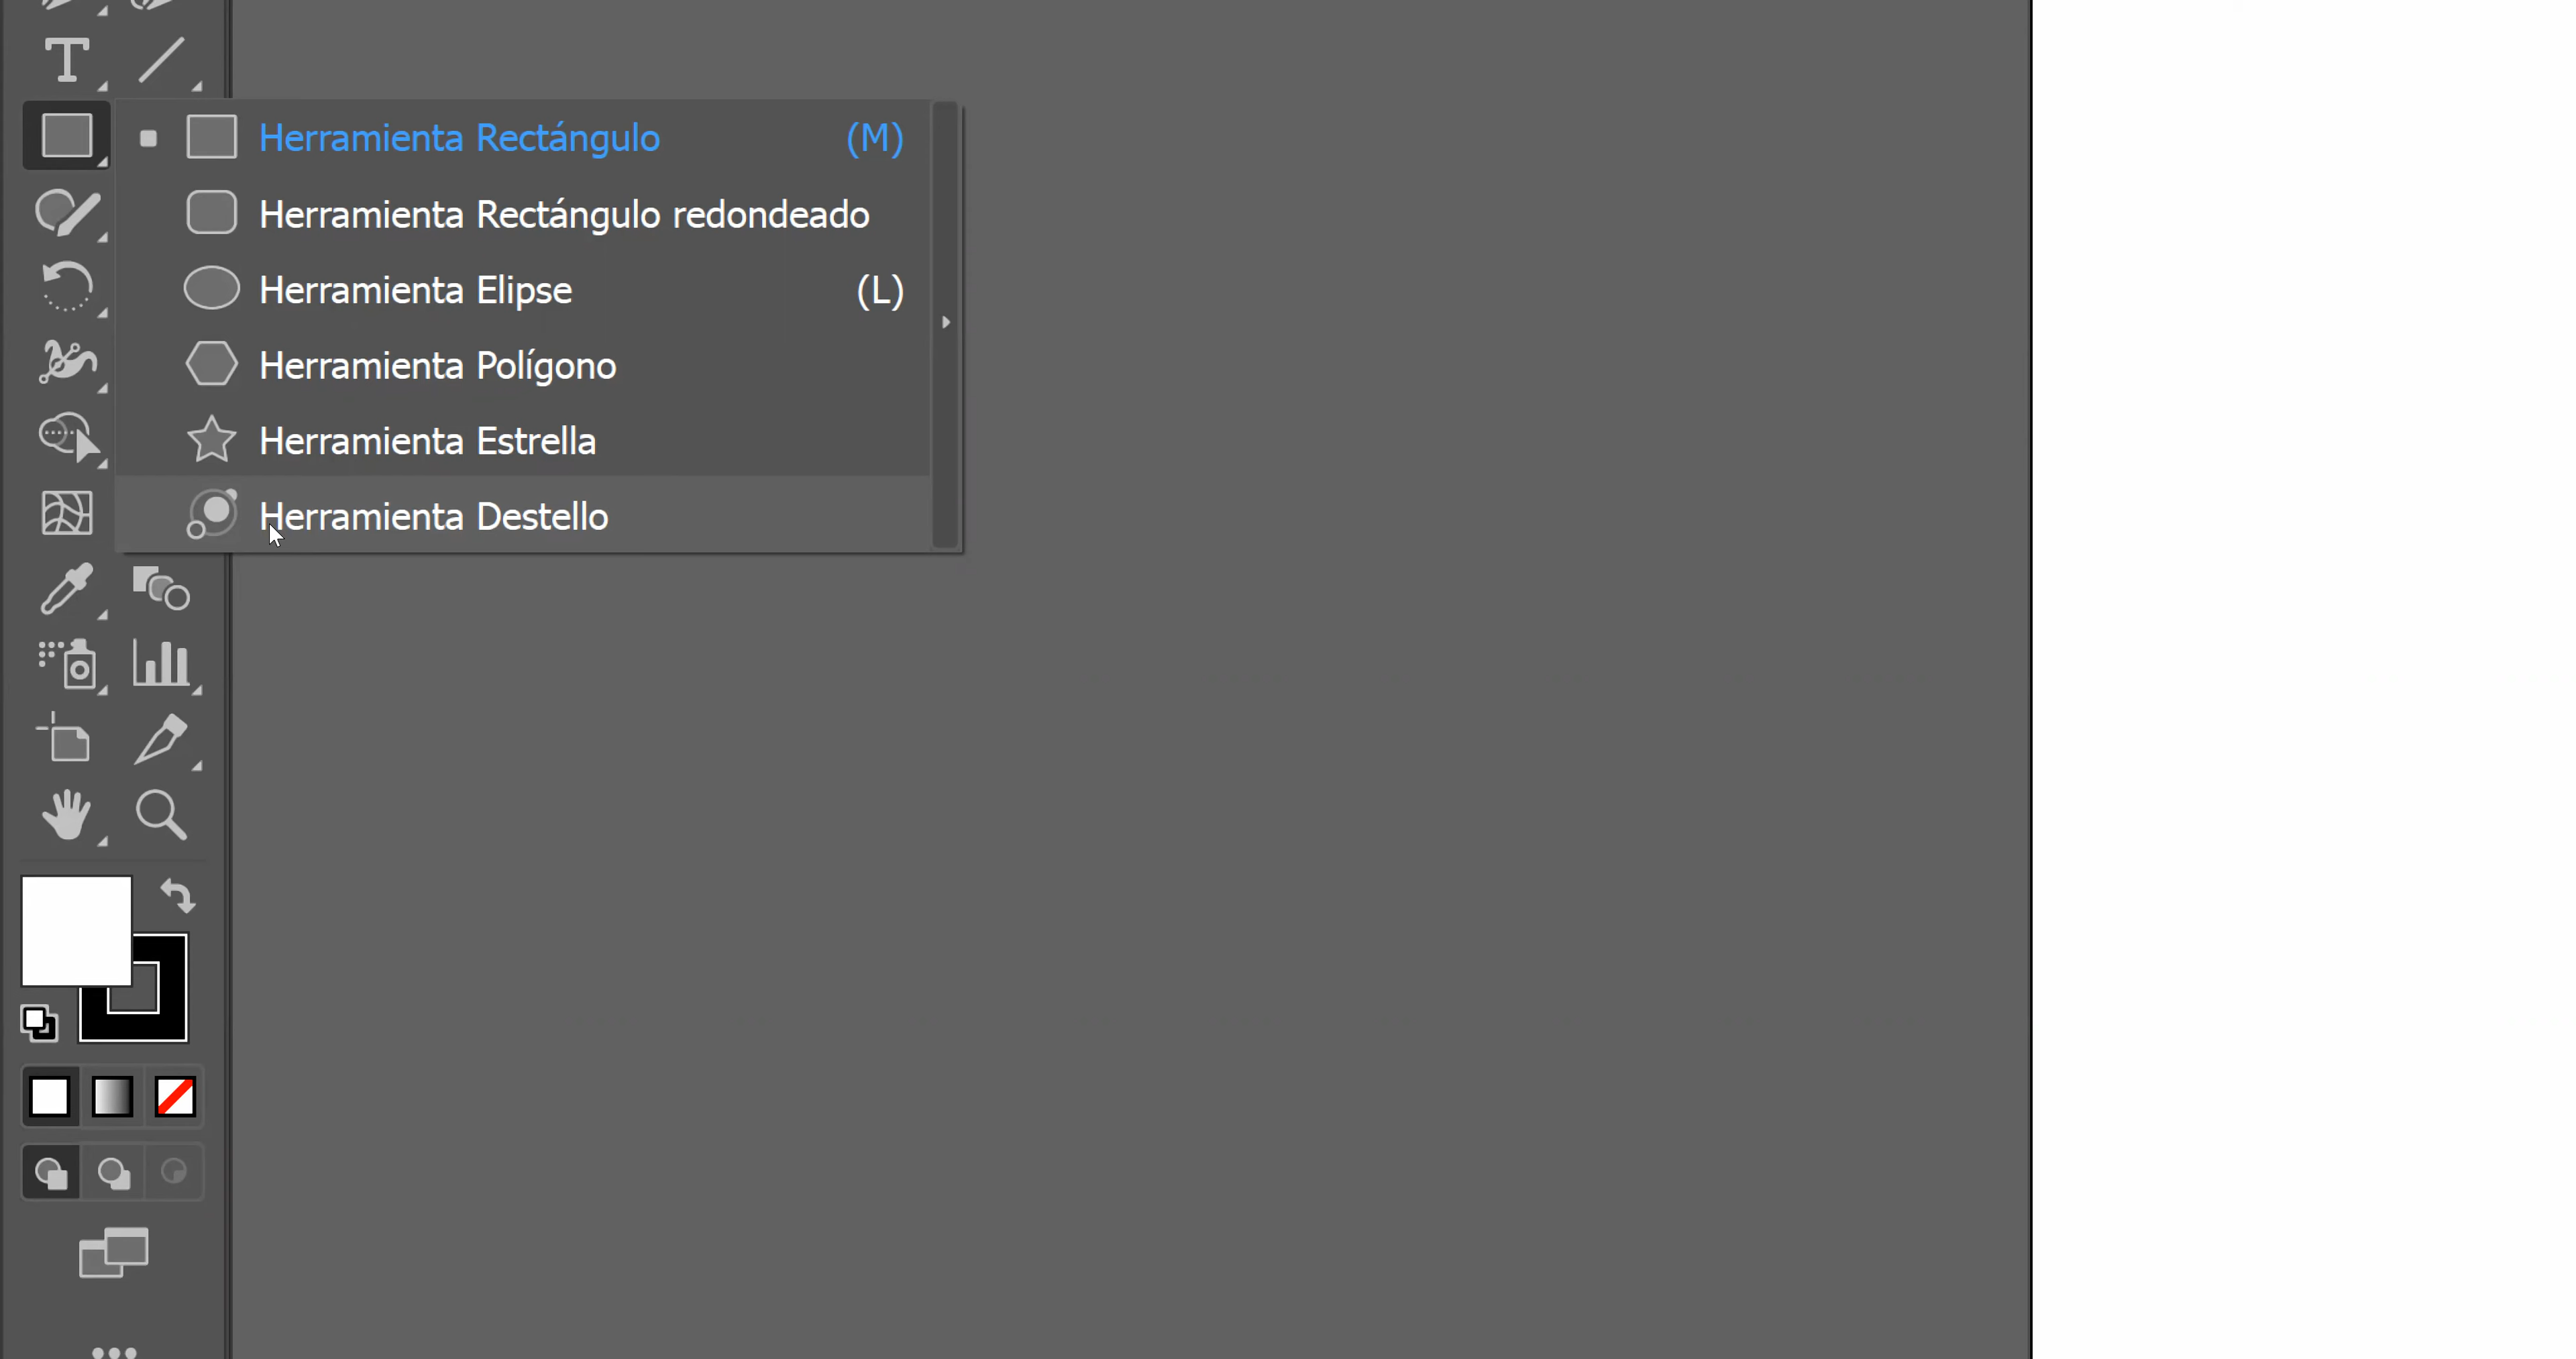 Herramienta Rectángulo (M)
Herramienta Rectángulo redondeado
Herramienta Elipse (L)
Herramienta Polígono
Herramienta Estrella
Herramienta Destello